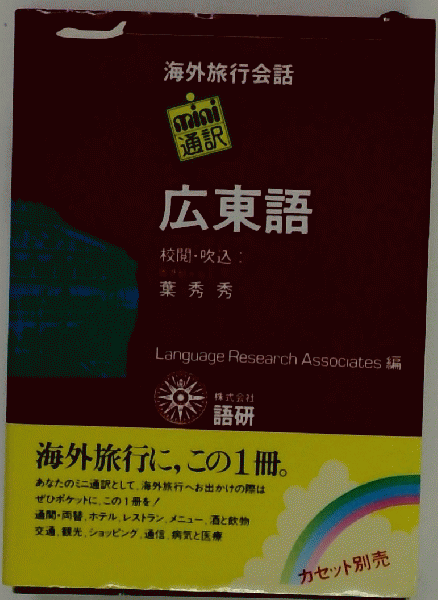 海外旅行会話
mini
通訳
広東語
校閲・吹込:
葉秀秀
Language Research Associates 編
株式会社
語研
海外旅行に,この1冊。
あなたのミニ通訳として,海外旅行へお出かけの際は
ぜひポケットに,この1冊を!
通関・両替,ホテル,レストラン,メニュー,酒と飲物
交通,観光,ショッピング,通信,病気と医療
カセット別売